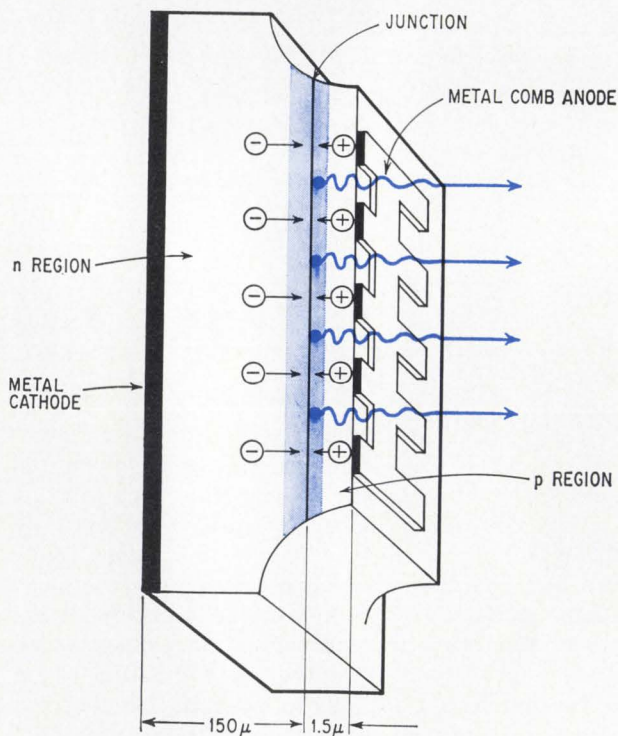 JUNCTION
METAL COMB ANODE
n REGION
METAL
CATHODE
p REGION
150μ
1.5μ